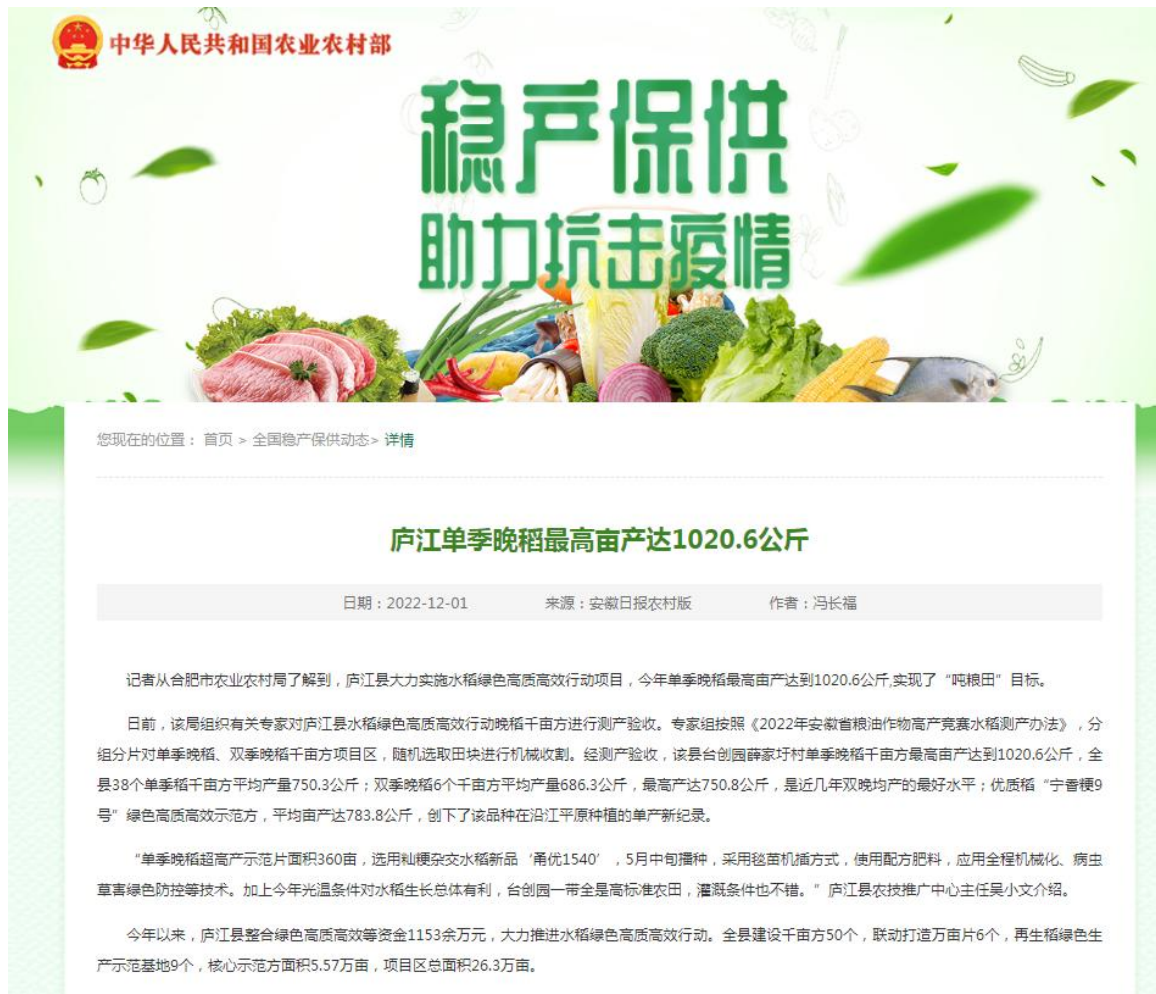 中华人民共和国农业农村部
稳产保供
助力抗击疫情
您现在的位置： 首页 > 全国稳产保供动态> 详情
庐江单季晚稻最高亩产达1020.6公斤
日期：2022-12-01 来源：安徽日报农村版 作者：冯长福
记者从合肥市农业农村局了解到，庐江县大力实施水稻绿色高质高效行动项目，今年单季晚稻最高亩产达到1020.6公斤,实现了“吨粮田”目标。
日前，该局组织有关专家对庐江县水稻绿色高质高效行动晚稻千亩方进行测产验收。专家组按照《2022年安徽省粮油作物高产竞赛水稻测产办法》，分
组分片对单季晚稻、双季晚稻千亩方项目区，随机选取田块进行机械收割。经测产验收，该县台创园薛家圩村单季晚稻千亩方最高亩产达到1020.6公斤，全
县38个单季稻千亩方平均产量750.3公斤；双季晚稻6个千亩方平均产量686.3公斤，最高产达750.8公斤，是近几年双晚均产的最好水平；优质稻“宁香粳9
号”绿色高质高效示范方，平均亩产达783.8公斤，创下了该品种在沿江平原种植的单产新纪录。
“单季晚稻超高产示范片面积360亩，选用籼粳杂交水稻新品‘甬优1540’，5月中旬播种，采用毯苗机插方式，使用配方肥料，应用全程机械化、病虫
草害绿色防控等技术。加上今年光温条件对水稻生长总体有利，台创园一带全是高标准农田，灌溉条件也不错。”庐江县农技推广中心主任吴小文介绍。
今年以来，庐江县整合绿色高质高效等资金1153余万元，大力推进水稻绿色高质高效行动。全县建设千亩方50个，联动打造万亩片6个，再生稻绿色生
产示范基地9个，核心示范方面积5.57万亩，项目区总面积26.3万亩。